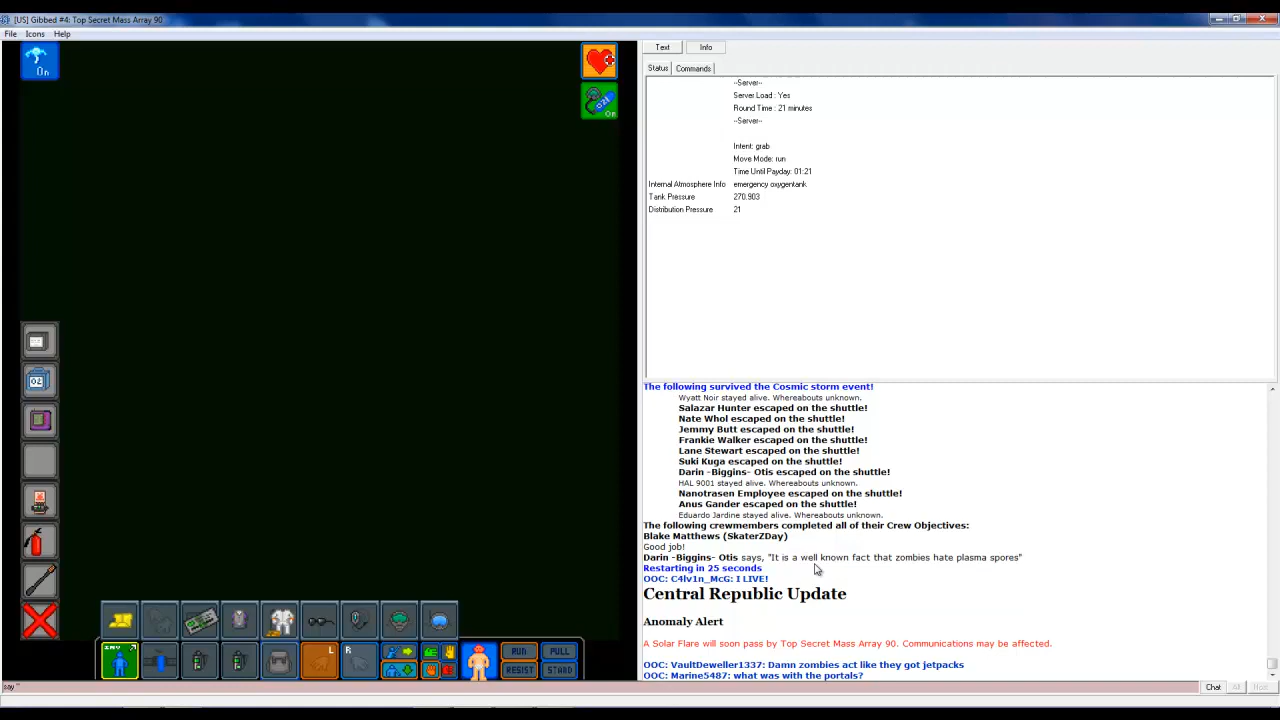 [US] Gibbed #4: Top Secret Mass Array 90
File Icons Help
On
O21
On
Text Info
Status Commands
--Server--
Server Load : Yes
Round Time : 21 minutes
--Server--
Intent: grab
Move Mode: run
Time Until Payday: 01:21
Internal Atmosphere Info emergency oxygentank
Tank Pressure 270.903
Distribution Pressure 21
The following survived the Cosmic storm event!
Wyatt Noir stayed alive. Whereabouts unknown.
Salazar Hunter escaped on the shuttle!
Nate Whol escaped on the shuttle!
Jemmy Butt escaped on the shuttle!
Frankie Walker escaped on the shuttle!
Lane Stewart escaped on the shuttle!
Suki Kuga escaped on the shuttle!
Darin -Biggins- Otis escaped on the shuttle!
HAL 9001 stayed alive. Whereabouts unknown.
Nanotrasen Employee escaped on the shuttle!
Anus Gander escaped on the shuttle!
Eduardo Jardine stayed alive. Whereabouts unknown.
The following crewmembers completed all of their Crew Objectives:
Blake Matthews (SkaterZDay)
Good job!
Darin -Biggins- Otis says, "It is a well known fact that zombies hate plasma spores"
Restarting in 25 seconds
OOC: C4lv1n_McG: I LIVE!
Central Republic Update
Anomaly Alert
A Solar Flare will soon pass by Top Secret Mass Array 90. Communications may be affected.
OOC: VaultDeweller1337: Damn zombies act like they got jetpacks
OOC: Marine5487: what was with the portals?
O2
INV L R RUN PULL
RESIST STAND
say "
Chat